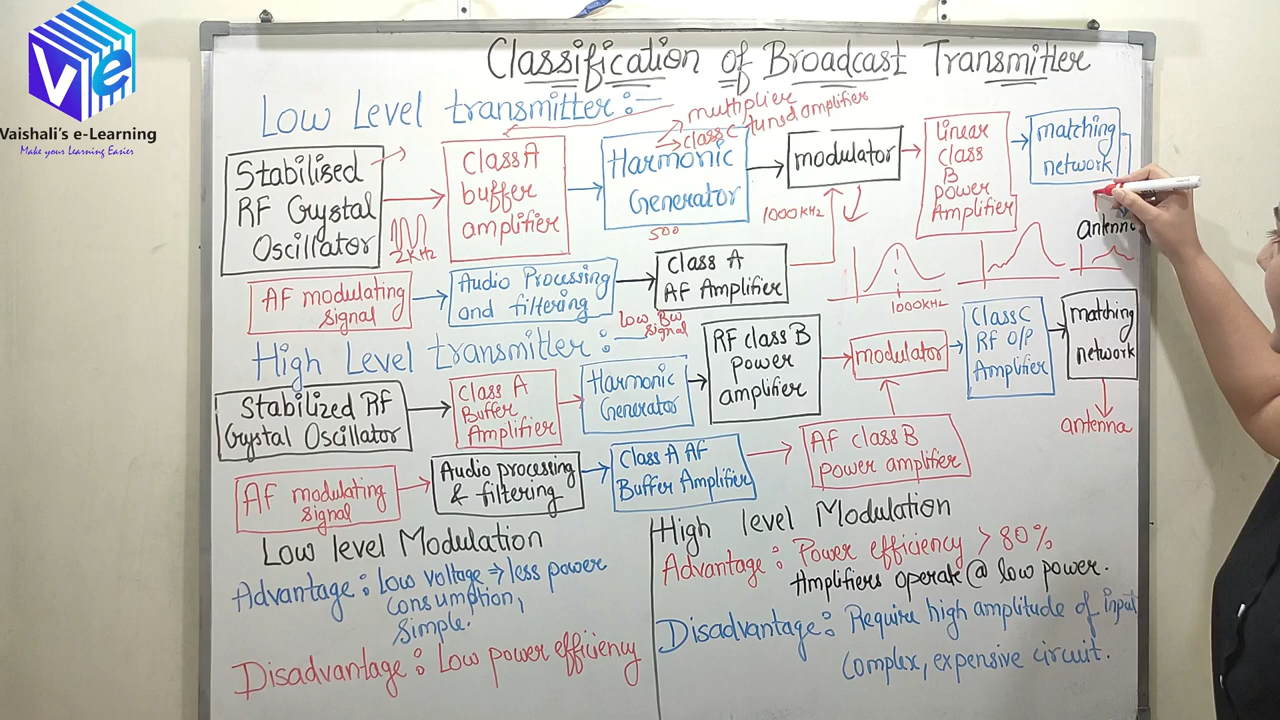 Vaishali's e-Learning
Make your Learning Easier
Classification of Broadcast Transmitter
Low Level transmitter :-
multiplier
class C tuned amplifier
Stabilised
RF Crystal
Oscillator
2KHz
Class A
buffer
amplifier
Harmonic
Generator
500
modulator
1000KHz
linear
class
B
power
Amplifier
matching
network
antenna
AF modulating
Signal
Audio Processing
and filtering
Class A
AF Amplifier
1000KHz
low BW
signal
High Level transmitter :-
Stabilized RF
Crystal Oscillator
Class A
Buffer
Amplifier
Harmonic
Generator
RF class B
power
amplifier
modulator
Class C
RF O/P
Amplifier
matching
network
antenna
AF modulating
Signal
Audio processing
& filtering
Class A AF
Buffer Amplifier
AF class B
power amplifier
Low level Modulation
Advantage : Low voltage ⇒ less power
consumption,
Simple.
Disadvantage : Low power efficiency
High level Modulation
Advantage : Power efficiency > 80%
Amplifiers operate @ low power.
Disadvantage : Require high amplitude of input
Complex, expensive circuit.